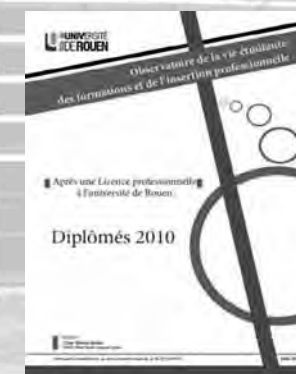 UNIVERSITÉ
DE ROUEN
Observatoire de la vie étudiante
des formations et de l'insertion professionnelle
Après une Licence professionnelle
à l'université de Rouen
Diplômés 2010